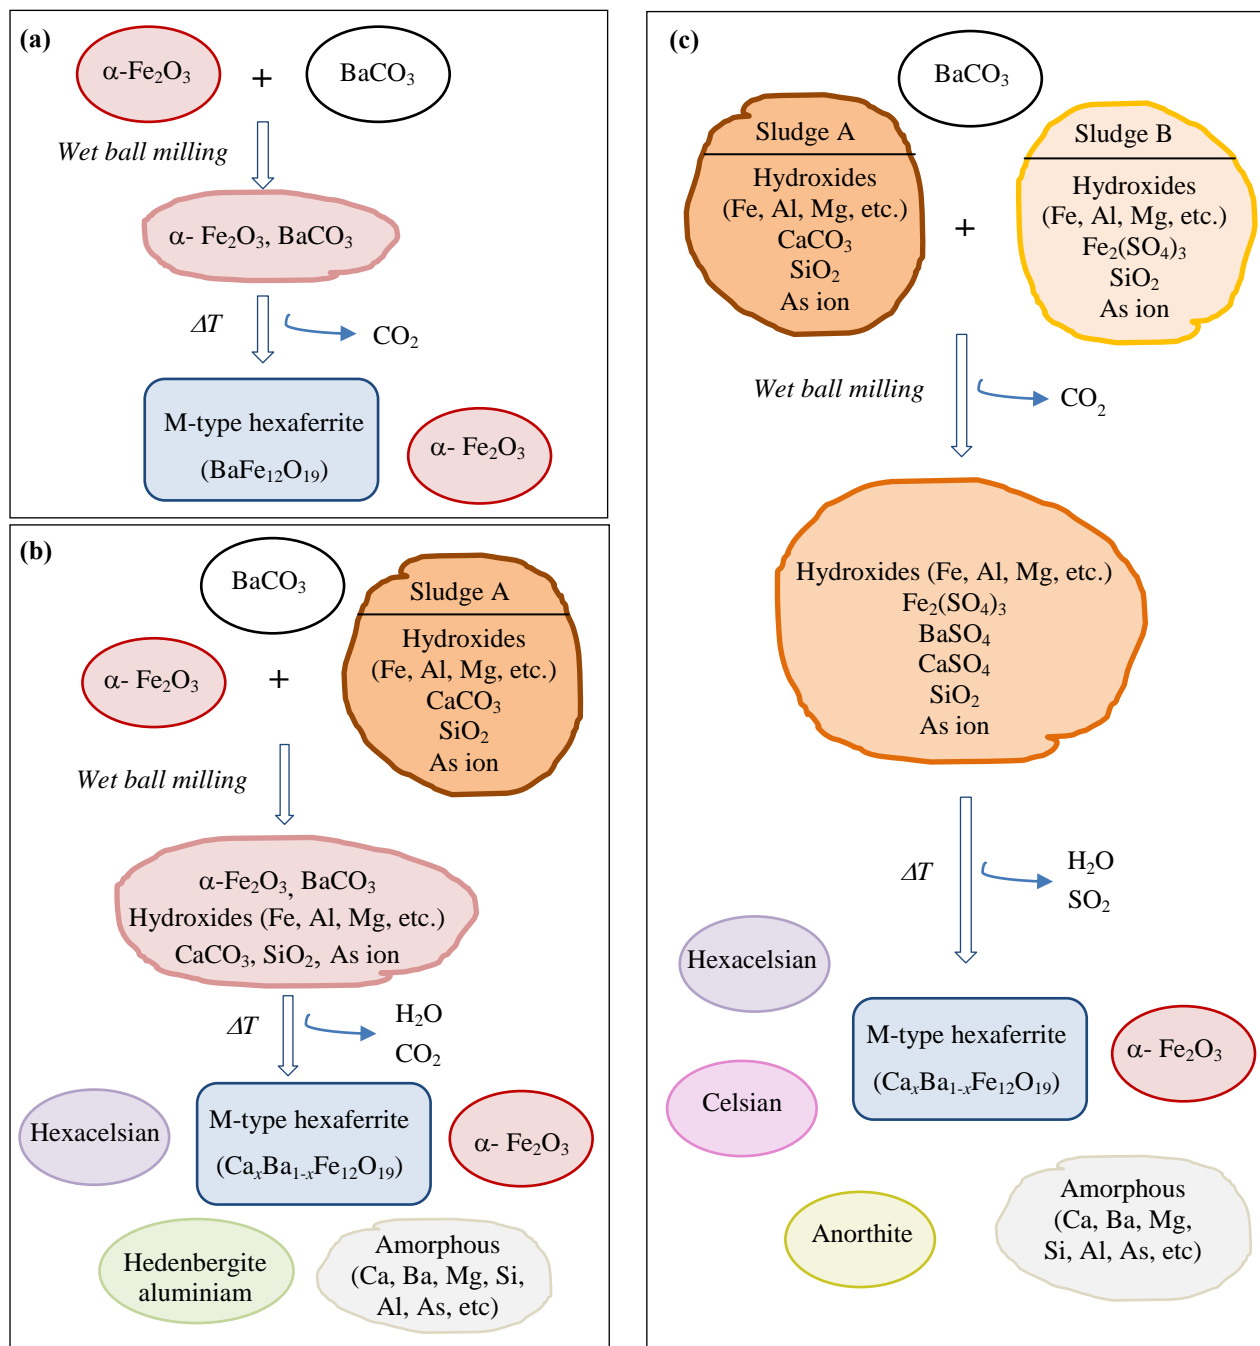 (a)
α-Fe₂O₃ + BaCO₃
Wet ball milling
α- Fe₂O₃, BaCO₃
ΔT
CO₂
M-type hexaferrite
(BaFe₁₂O₁₉)
α- Fe₂O₃
(b)
BaCO₃
Sludge A
Hydroxides
(Fe, Al, Mg, etc.)
CaCO₃
SiO₂
As ion
α- Fe₂O₃
+
Wet ball milling
α-Fe₂O₃, BaCO₃
Hydroxides (Fe, Al, Mg, etc.)
CaCO₃, SiO₂, As ion
ΔT
H₂O
CO₂
Hexacelsian
M-type hexaferrite
(CaₓBa₁₋ₓFe₁₂O₁₉)
α- Fe₂O₃
Hedenbergite
aluminiam
Amorphous
(Ca, Ba, Mg, Si,
Al, As, etc)
(c)
BaCO₃
Sludge A
Hydroxides
(Fe, Al, Mg, etc.)
CaCO₃
SiO₂
As ion
+
Sludge B
Hydroxides
(Fe, Al, Mg, etc.)
Fe₂(SO₄)₃
SiO₂
As ion
Wet ball milling
CO₂
Hydroxides (Fe, Al, Mg, etc.)
Fe₂(SO₄)₃
BaSO₄
CaSO₄
SiO₂
As ion
ΔT
H₂O
SO₂
Hexacelsian
M-type hexaferrite
(CaₓBa₁₋ₓFe₁₂O₁₉)
α- Fe₂O₃
Celsian
Anorthite
Amorphous
(Ca, Ba, Mg,
Si, Al, As, etc)